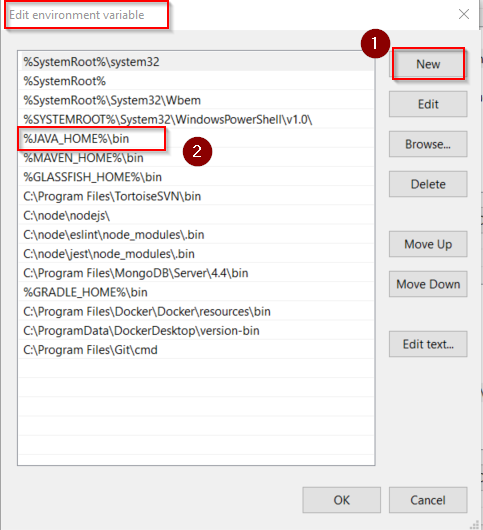 Edit environment variable
1
%SystemRoot%\system32
New
%SystemRoot%
%SystemRoot%\System32\Wbem
Edit
%SYSTEMROOT%\System32\WindowsPowerShell\v1.0\
%JAVA_HOME%\bin
2
Browse...
%MAVEN_HOME%\bin
%GLASSFISH_HOME%\bin
Delete
C:\Program Files\TortoiseSVN\bin
C:\node\nodejs\
C:\node\eslint\node_modules\.bin
Move Up
C:\node\jest\node_modules\.bin
C:\Program Files\MongoDB\Server\4.4\bin
Move Down
%GRADLE_HOME%\bin
C:\Program Files\Docker\Docker\resources\bin
C:\ProgramData\DockerDesktop\version-bin
Edit text...
C:\Program Files\Git\cmd
OK
Cancel